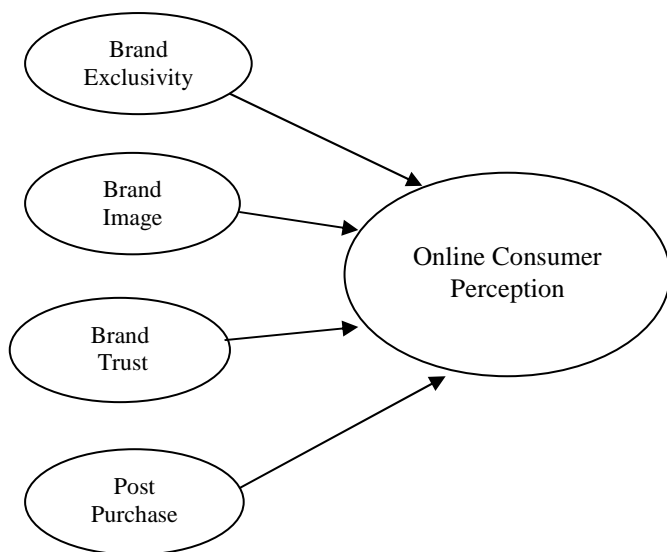 Brand
Exclusivity
Brand
Image
Online Consumer
Perception
Brand
Trust
Post
Purchase